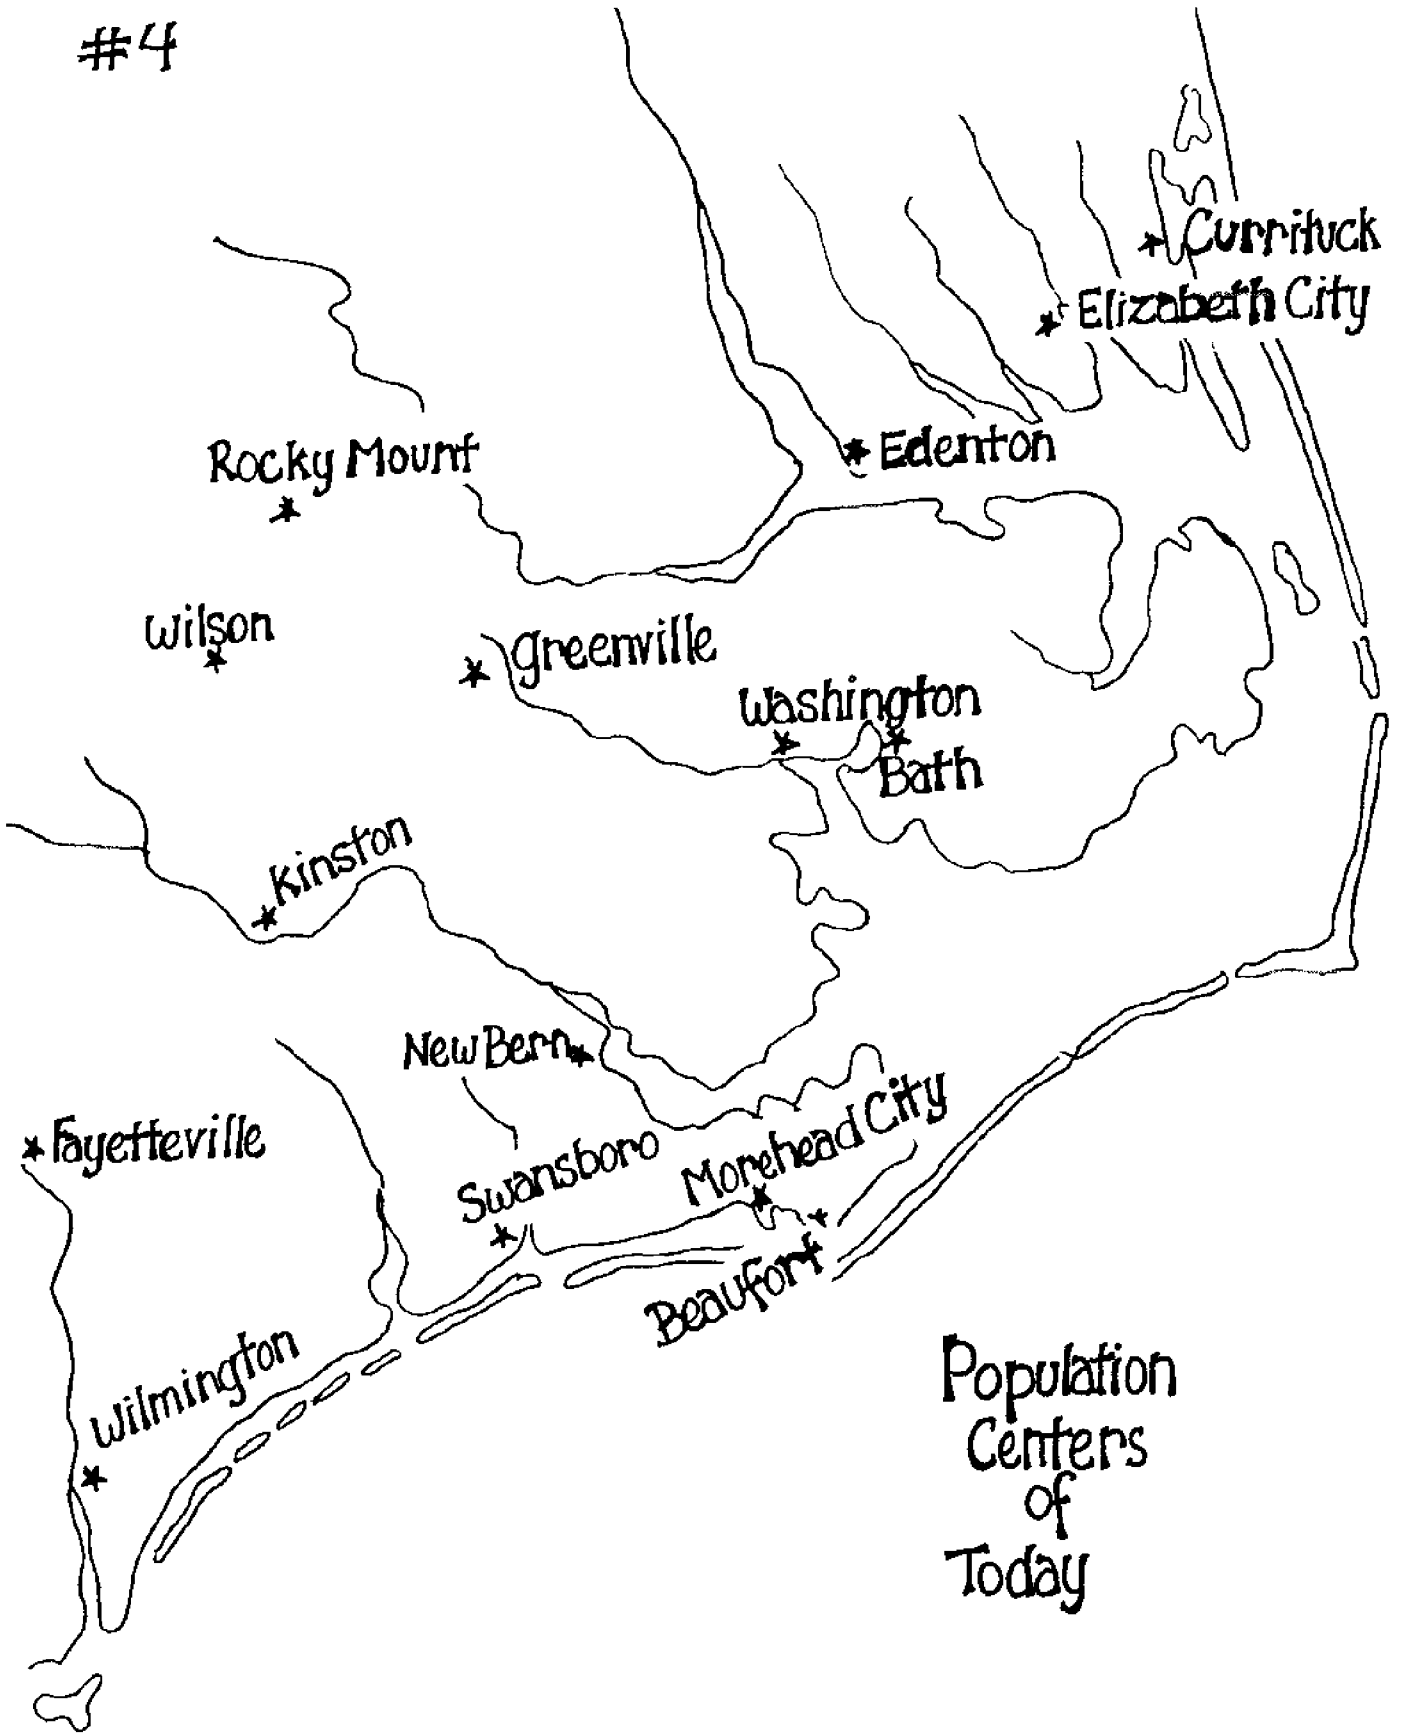 #4
Currituck
Elizabeth City
Edenton
Rocky Mount
Wilson
Greenville
Washington
Bath
Kinston
New Bern
Fayetteville
Swansboro
Morehead City
Beaufort
Wilmington
Population
Centers
of
Today